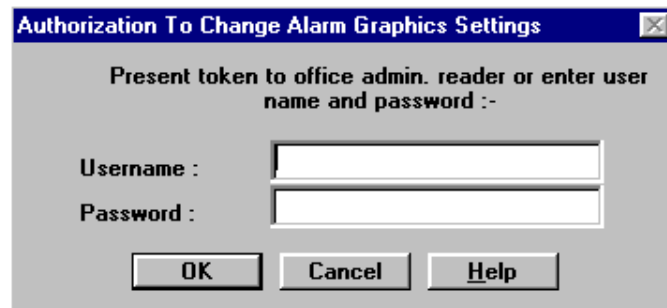 Authorization To Change Alarm Graphics Settings
Present token to office admin. reader or enter user
name and password :-
Username :
Password :
OK Cancel Help